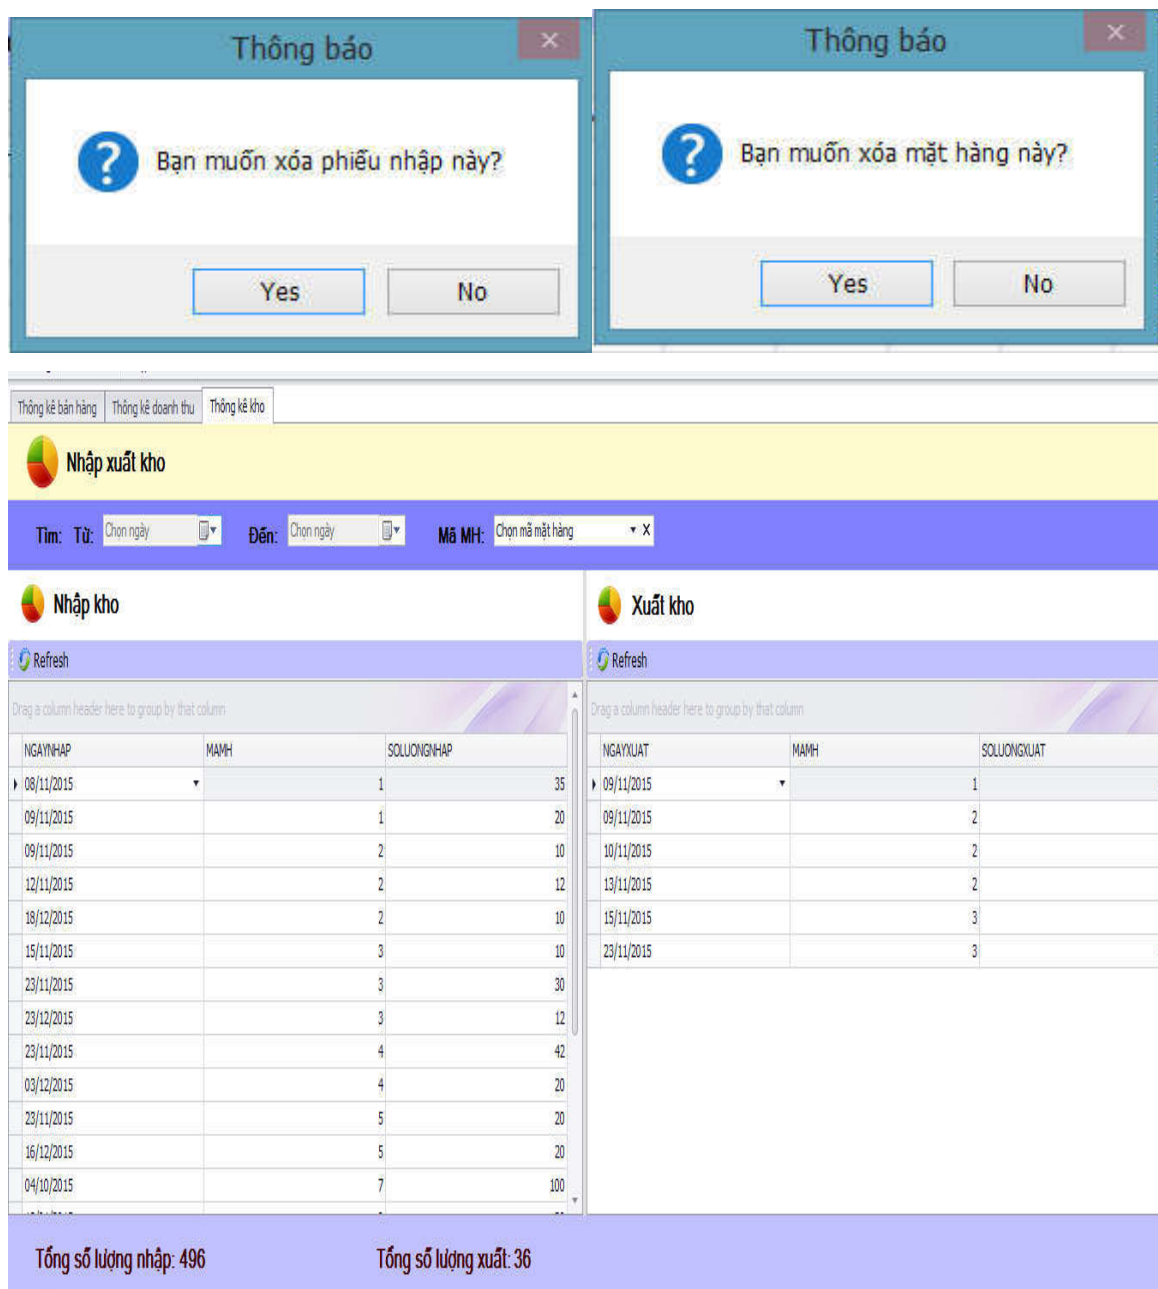 Thông báo
Bạn muốn xóa phiếu nhập này?
Yes No
Thông báo
Bạn muốn xóa mặt hàng này?
Yes No
Thống kê bán hàng Thống kê doanh thu Thống kê kho
Nhập xuất kho
Tìm: Từ: Chọn ngày Đến: Chọn ngày Mã MH: Chọn mã mặt hàng X
Nhập kho
Refresh
Drag a column header here to group by that column
NGAYNHAP MAMH SOLUONGNHAP
08/11/2015 1 35
09/11/2015 1 20
09/11/2015 2 10
12/11/2015 2 12
18/12/2015 2 10
15/11/2015 3 10
23/11/2015 3 30
23/12/2015 3 12
23/11/2015 4 42
03/12/2015 4 20
23/11/2015 5 20
16/12/2015 5 20
04/10/2015 7 100
Xuất kho
Refresh
Drag a column header here to group by that column
NGAYXUAT MAMH SOLUONGXUAT
09/11/2015 1
09/11/2015 2
10/11/2015 2
13/11/2015 2
15/11/2015 3
23/11/2015 3
Tổng số lượng nhập: 496 Tổng số lượng xuất: 36